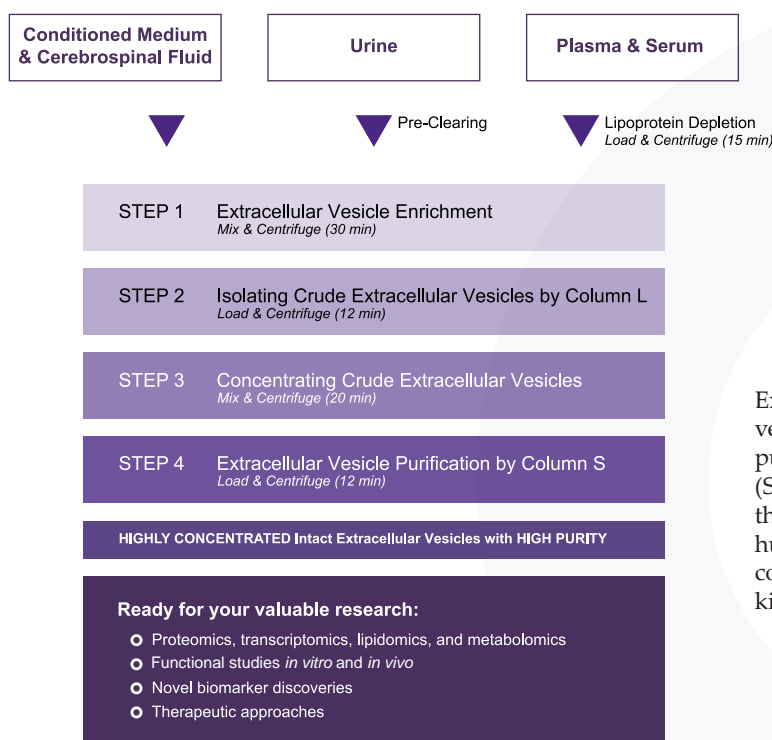 Conditioned Medium
& Cerebrospinal Fluid
Urine
Plasma & Serum
Pre-Clearing
Lipoprotein Depletion
Load & Centrifuge (15 min)
STEP 1 Extracellular Vesicle Enrichment
Mix & Centrifuge (30 min)
STEP 2 Isolating Crude Extracellular Vesicles by Column L
Load & Centrifuge (12 min)
STEP 3 Concentrating Crude Extracellular Vesicles
Mix & Centrifuge (20 min)
STEP 4 Extracellular Vesicle Purification by Column S
Load & Centrifuge (12 min)
HIGHLY CONCENTRATED Intact Extracellular Vesicles with HIGH PURITY
Ready for your valuable research:
Proteomics, transcriptomics, lipidomics, and metabolomics
Functional studies in vitro and in vivo
Novel biomarker discoveries
Therapeutic approaches